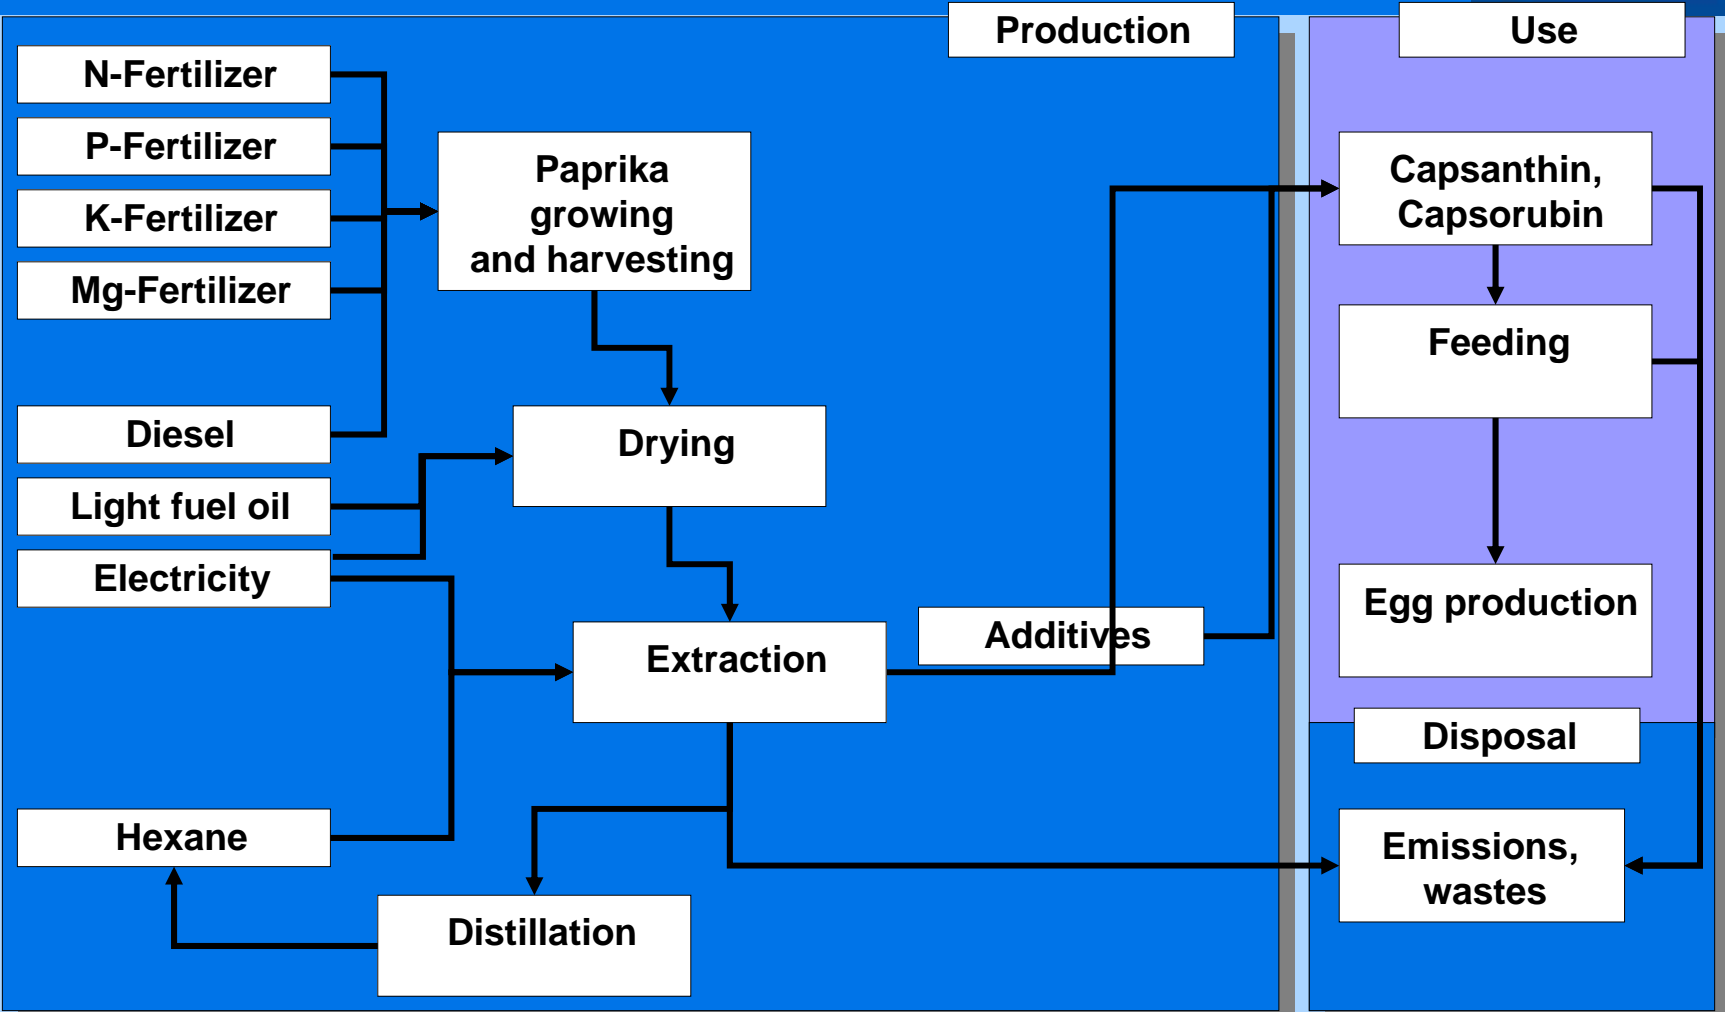 Production
Use
N-Fertilizer
P-Fertilizer
K-Fertilizer
Mg-Fertilizer
Diesel
Light fuel oil
Electricity
Hexane
Paprika
growing
and harvesting
Drying
Extraction
Distillation
Additives
Capsanthin,
Capsorubin
Feeding
Egg production
Disposal
Emissions,
wastes